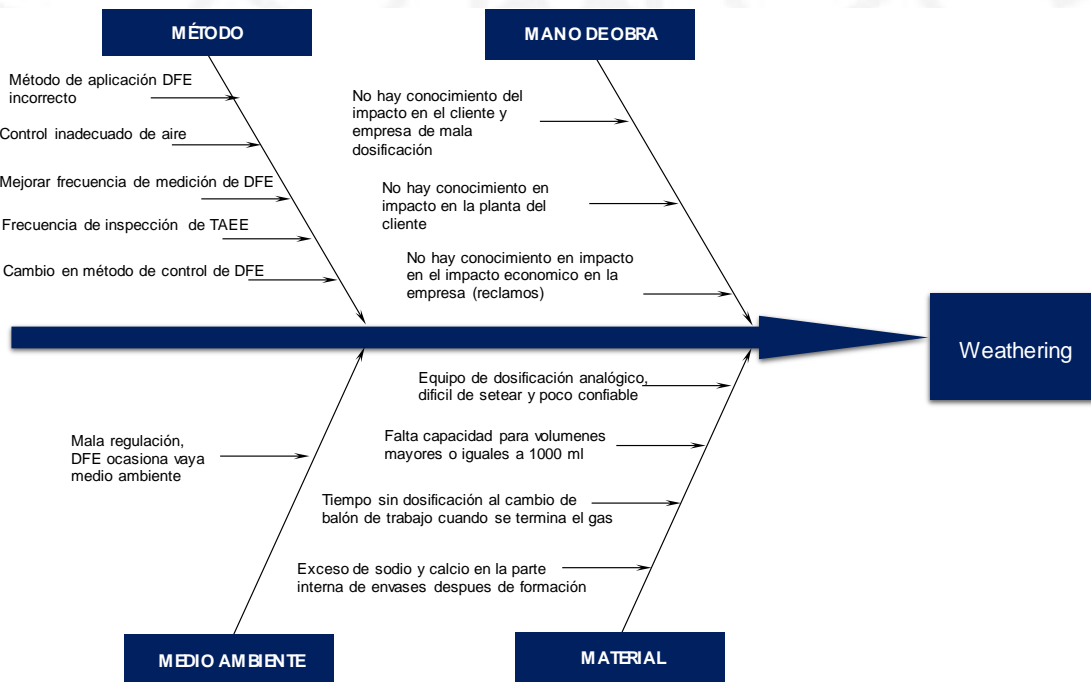 MÉTODO
MANO DE OBRA
Método de aplicación DFE
incorrecto
Control inadecuado de aire
Mejorar frecuencia de medición de DFE
Frecuencia de inspección de TAEE
Cambio en método de control de DFE
No hay conocimiento del
impacto en el cliente y
empresa de mala
dosificación
No hay conocimiento en
impacto en la planta del
cliente
No hay conocimiento en impacto
en el impacto economico en la
empresa (reclamos)
Weathering
Mala regulación,
DFE ocasiona vaya
medio ambiente
Equipo de dosificación analógico,
dificil de setear y poco confiable
Falta capacidad para volumenes
mayores o iguales a 1000 ml
Tiempo sin dosificación al cambio de
balón de trabajo cuando se termina el gas
Exceso de sodio y calcio en la parte
interna de envases despues de formación
MEDIO AMBIENTE
MATERIAL